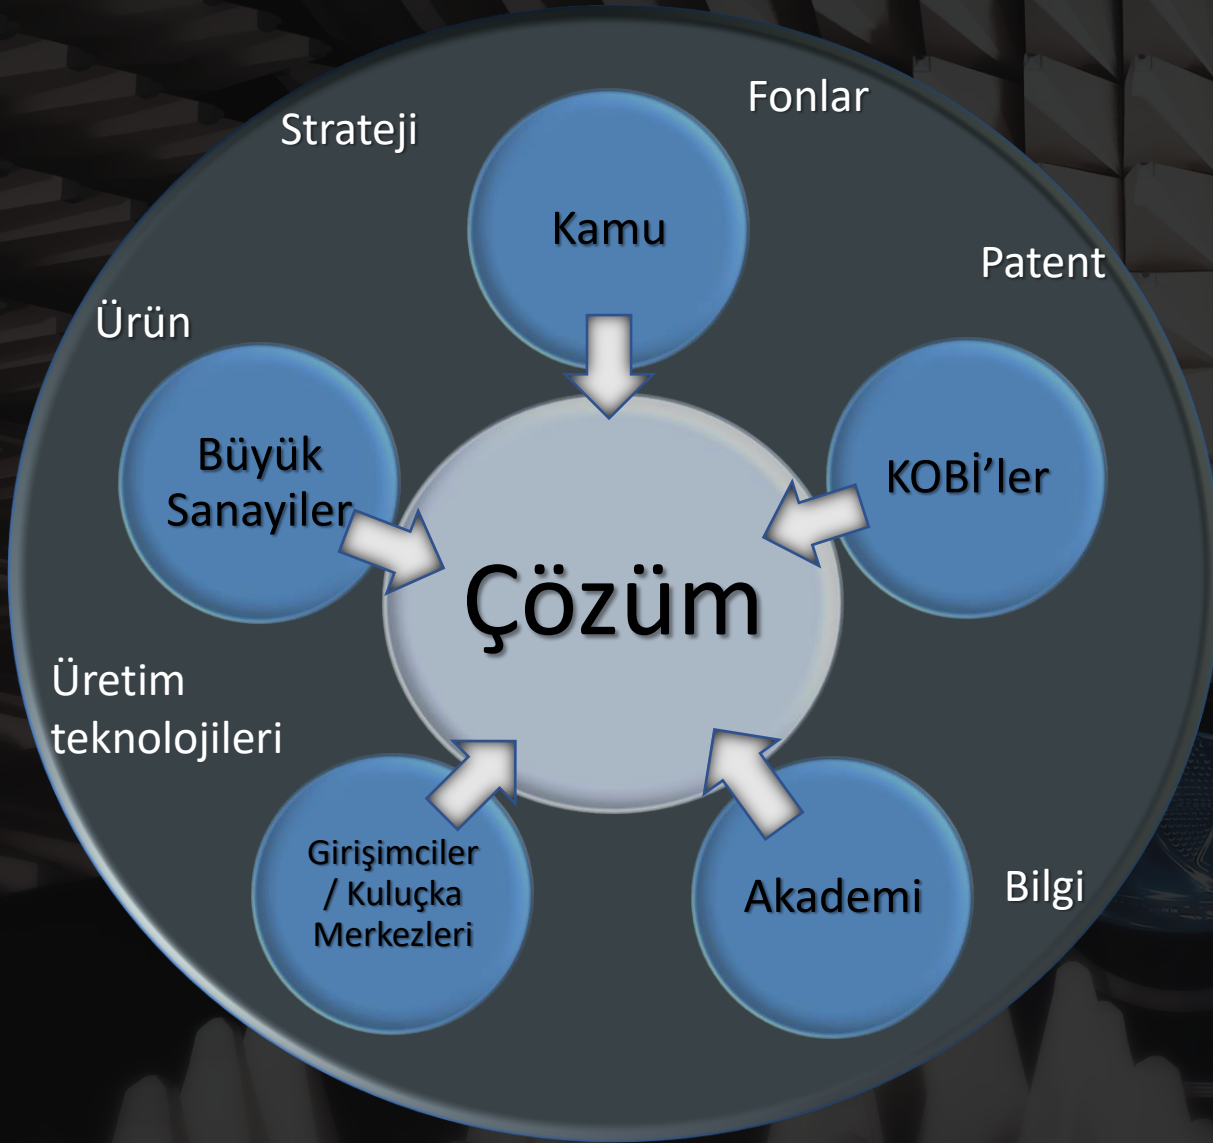 Fonlar
Strateji
Kamu
Patent
Ürün
Büyük
Sanayiler
KOBİ’ler
Çözüm
Üretim
teknolojileri
Girişimciler
/ Kuluçka
Merkezleri
Akademi
Bilgi